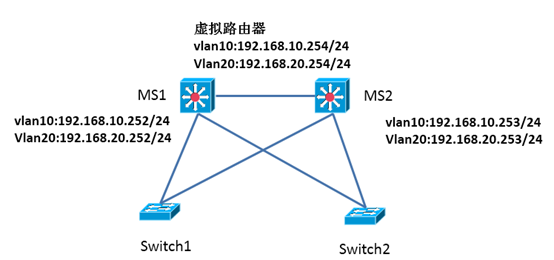 虚拟路由器
vlan10:192.168.10.254/24
Vlan20:192.168.20.254/24
MS1
MS2
vlan10:192.168.10.252/24
Vlan20:192.168.20.252/24
vlan10:192.168.10.253/24
Vlan20:192.168.20.253/24
Switch1
Switch2